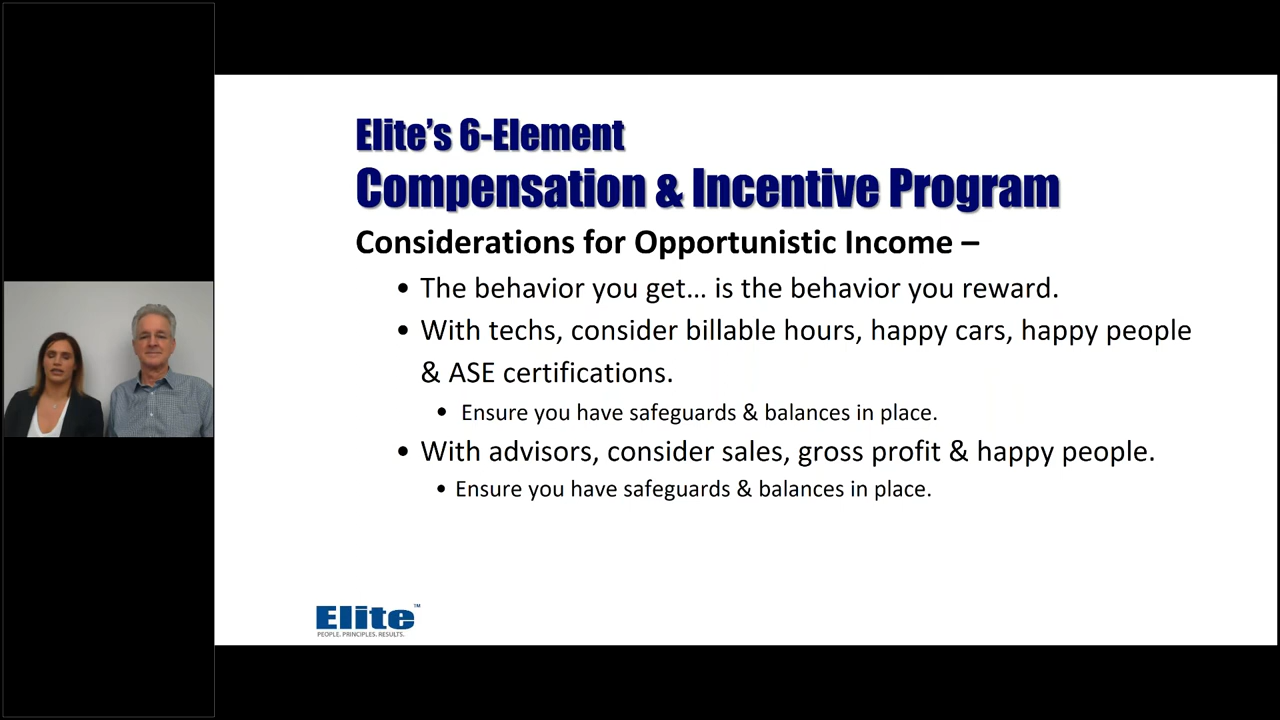 Elite's 6-Element
Compensation & Incentive Program
Considerations for Opportunistic Income –
• The behavior you get... is the behavior you reward.
• With techs, consider billable hours, happy cars, happy people
& ASE certifications.
• Ensure you have safeguards & balances in place.
• With advisors, consider sales, gross profit & happy people.
• Ensure you have safeguards & balances in place.
Elite™
PEOPLE. PRINCIPLES. RESULTS.